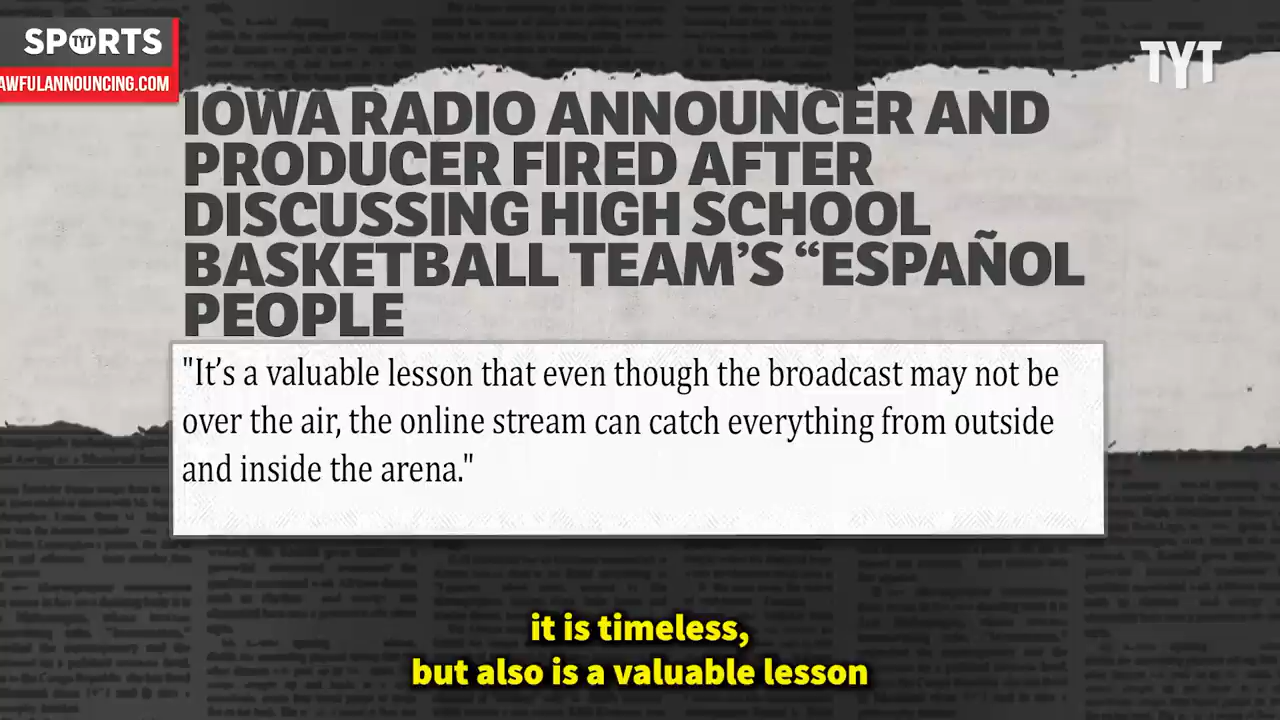 SPORTS
TYT
AWFULANNOUNCING.COM
TYT
IOWA RADIO ANNOUNCER AND
PRODUCER FIRED AFTER
DISCUSSING HIGH SCHOOL
BASKETBALL TEAM’S “ESPAÑOL
PEOPLE
"It’s a valuable lesson that even though the broadcast may not be
over the air, the online stream can catch everything from outside
and inside the arena."
it is timeless,
but also is a valuable lesson